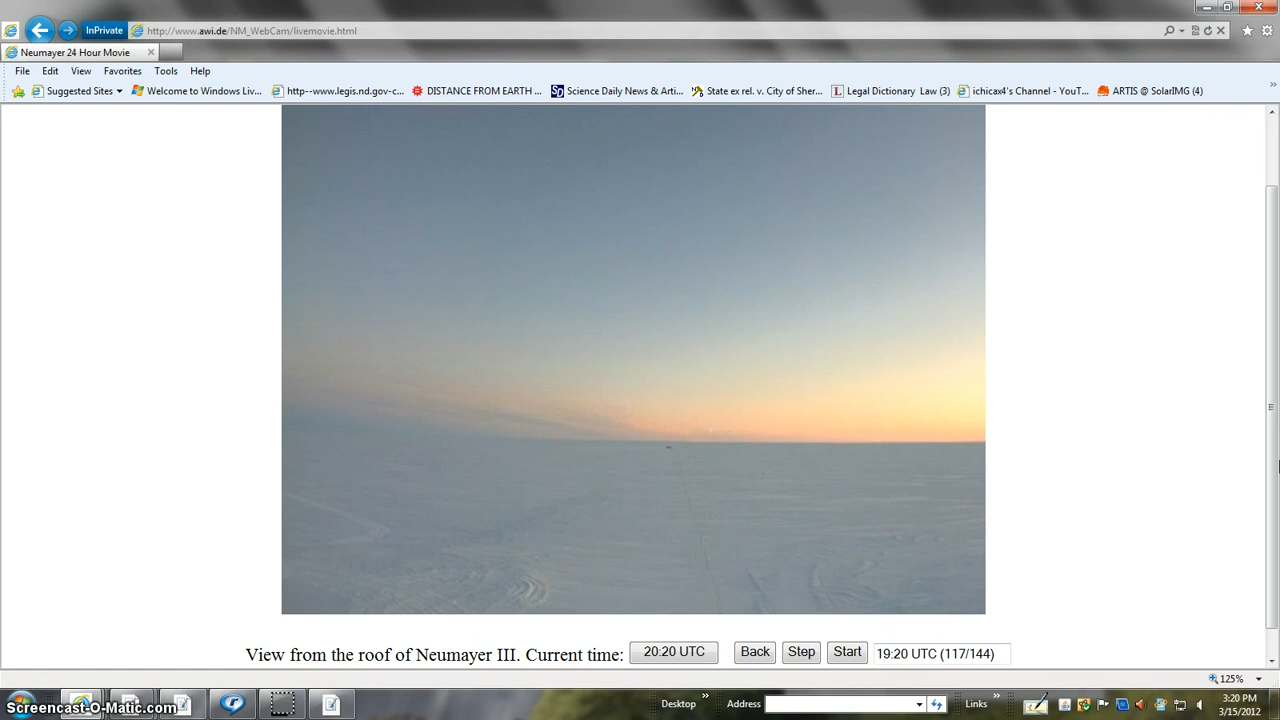 InPrivate
http://www.awi.de/NM_WebCam/livemovie.html
Neumayer 24 Hour Movie
File Edit View Favorites Tools Help
Suggested Sites Welcome to Windows Liv... http--www.legis.nd.gov-c... DISTANCE FROM EARTH ... Sp Science Daily News & Arti... State ex rel. v. City of Sher... L Legal Dictionary Law (3) ichicax4's Channel - YouT... ARTIS @ SolarIMG (4)
View from the roof of Neumayer III. Current time: 20:20 UTC Back Step Start 19:20 UTC (117/144)
125%
Screencast-O-Matic.com
Desktop Address Links
3:20 PM
3/15/2012